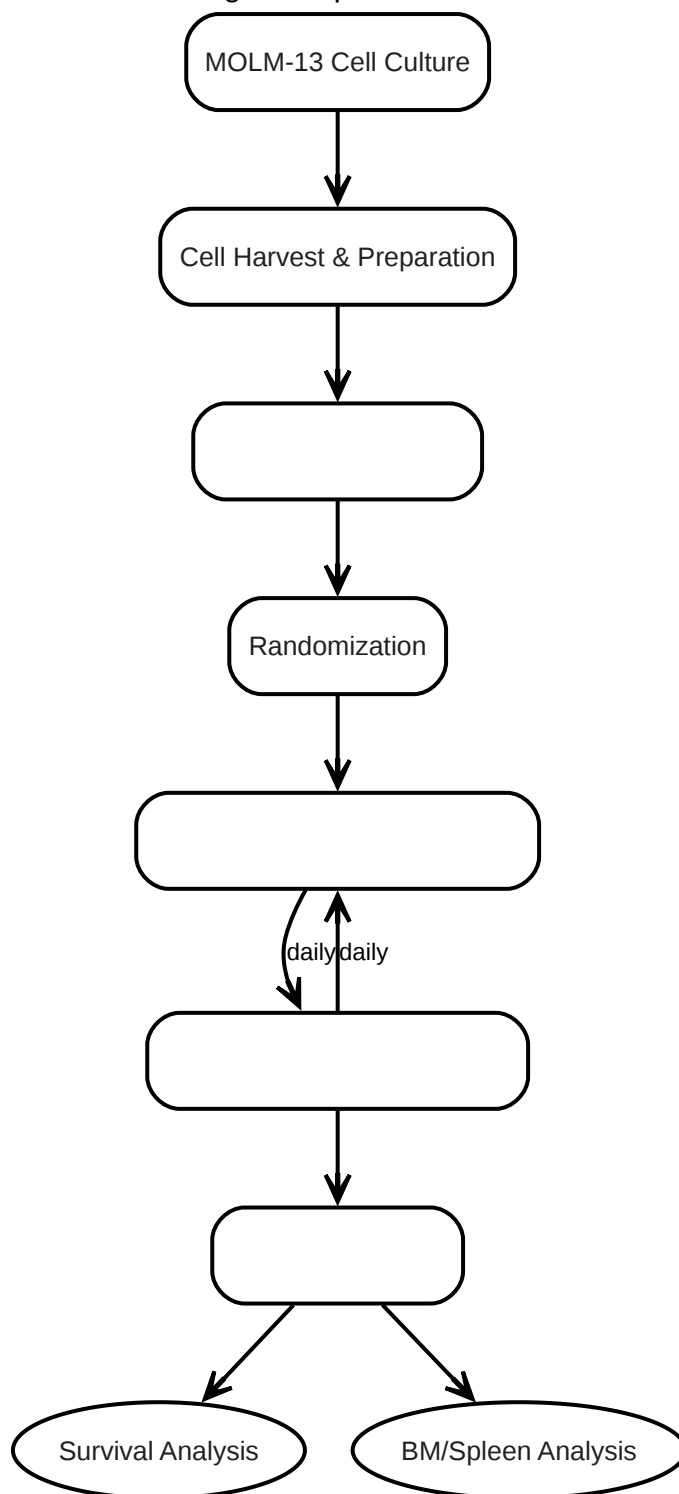 MOLM-13 Cell Culture
Cell Harvest & Preparation
Randomization
daily daily
Survival Analysis
BM/Spleen Analysis